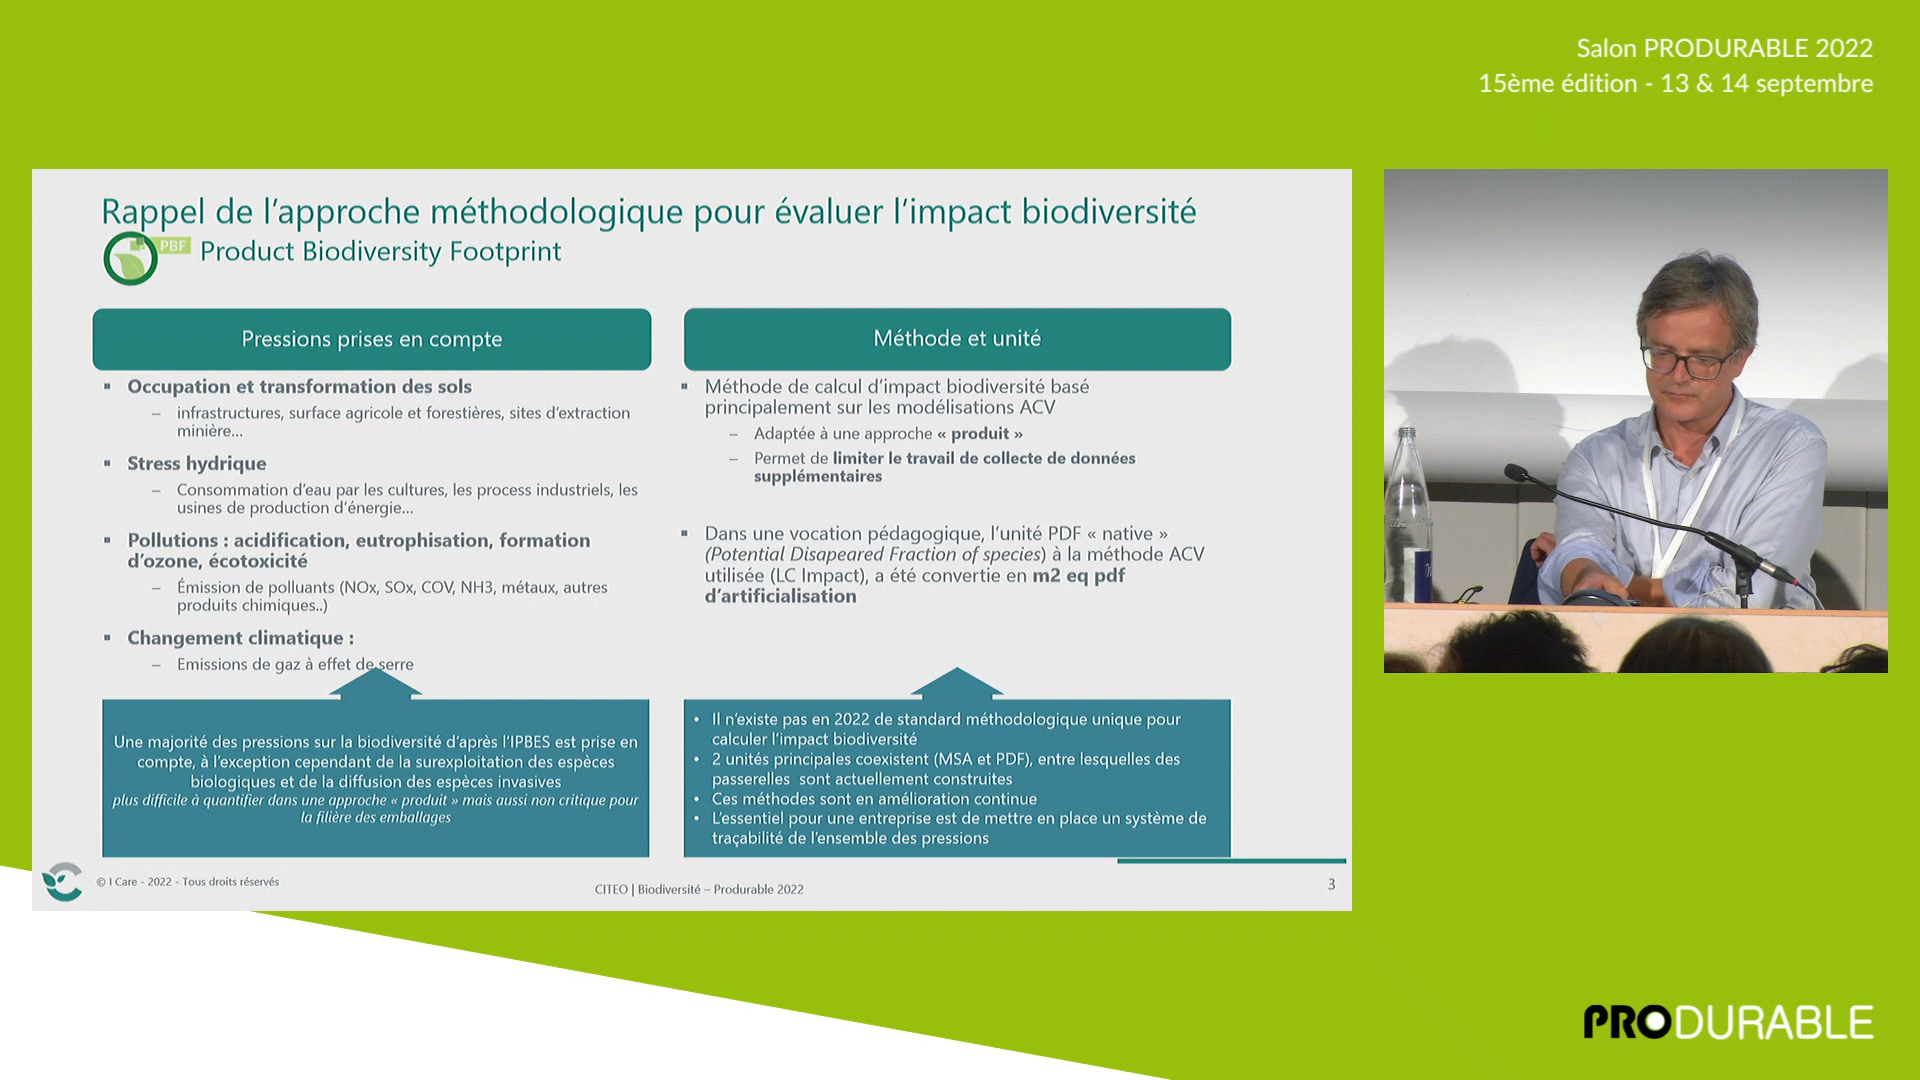 Salon PRODURABLE 2022
15ème édition - 13 & 14 septembre
Rappel de l'approche méthodologique pour évaluer l'impact biodiversité
PBF
Product Biodiversity Footprint
Pressions prises en compte
▪ Occupation et transformation des sols
– infrastructures, surface agricole et forestières, sites d'extraction
minière...
▪ Stress hydrique
– Consommation d'eau par les cultures, les process industriels, les
usines de production d'énergie...
▪ Pollutions : acidification, eutrophisation, formation
d'ozone, écotoxicité
– Émission de polluants (NOx, SOx, COV, NH3, métaux, autres
produits chimiques..)
▪ Changement climatique :
– Emissions de gaz à effet de serre
Une majorité des pressions sur la biodiversité d'après l'IPBES est prise en
compte, à l'exception cependant de la surexploitation des espèces
biologiques et de la diffusion des espèces invasives
plus difficile à quantifier dans une approche « produit » mais aussi non critique pour
la filière des emballages
Méthode et unité
▪ Méthode de calcul d'impact biodiversité basé
principalement sur les modélisations ACV
– Adaptée à une approche « produit »
– Permet de limiter le travail de collecte de données
supplémentaires
▪ Dans une vocation pédagogique, l'unité PDF « native »
(Potential Disapeared Fraction of species) à la méthode ACV
utilisée (LC Impact), a été convertie en m2 eq pdf
d'artificialisation
• Il n'existe pas en 2022 de standard méthodologique unique pour
calculer l'impact biodiversité
• 2 unités principales coexistent (MSA et PDF), entre lesquelles des
passerelles sont actuellement construites
• Ces méthodes sont en amélioration continue
• L'essentiel pour une entreprise est de mettre en place un système de
traçabilité de l'ensemble des pressions
© I Care - 2022 - Tous droits réservés
CITEO | Biodiversité – Produrable 2022
3
PRODURABLE